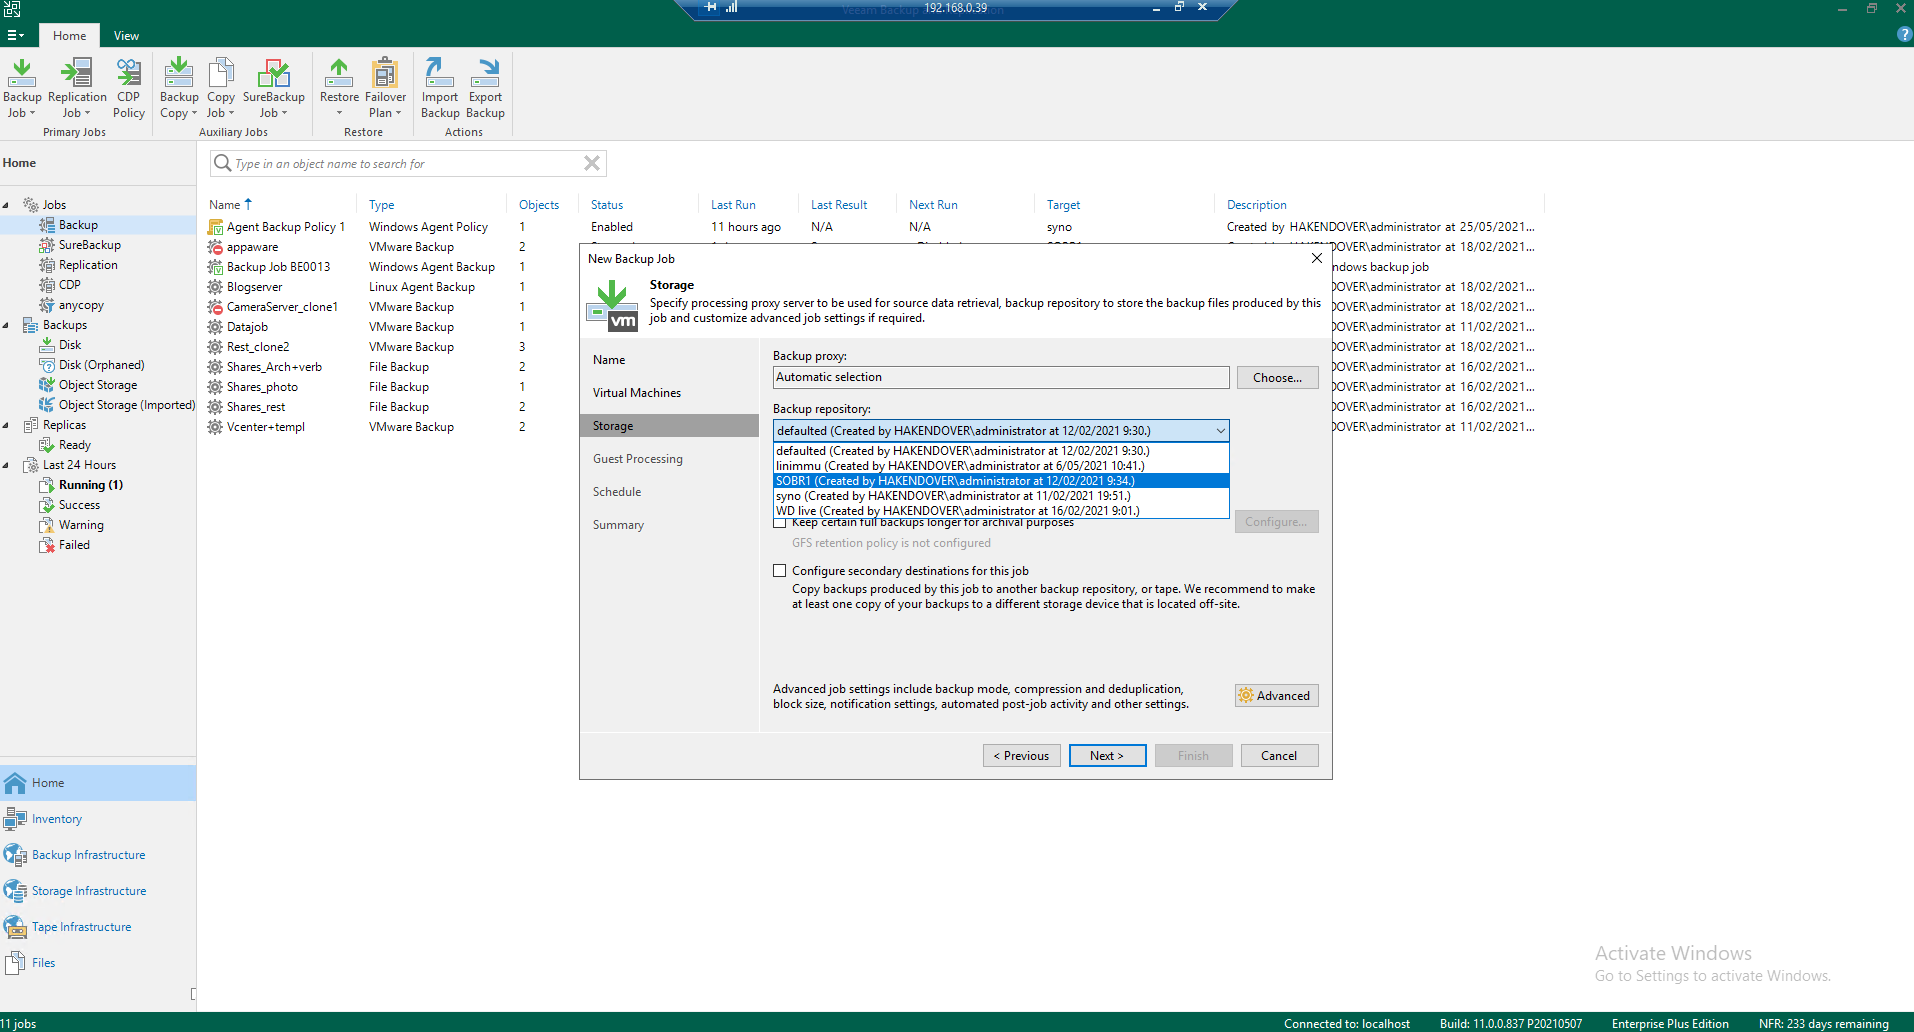 Veeam Backup
192.168.0.39
Home View
Backup Job
Replication Job
CDP Policy
Primary Jobs
Backup Copy
Copy Job
SureBackup Job
Auxiliary Jobs
Restore
Failover Plan
Restore
Import Backup
Export Backup
Actions
Home
Jobs
Backup
SureBackup
Replication
CDP
anycopy
Backups
Disk
Disk (Orphaned)
Object Storage
Object Storage (Imported)
Replicas
Ready
Last 24 Hours
Running (1)
Success
Warning
Failed
Home
Inventory
Backup Infrastructure
Storage Infrastructure
Tape Infrastructure
Files
Type in an object name to search for
Name Type Objects Status Last Run Last Result Next Run Target Description
Agent Backup Policy 1 Windows Agent Policy 1 Enabled 11 hours ago N/A N/A syno Created by HAKENDOVER\administrator at 25/05/2021...
appaware VMware Backup 2 DOVER\administrator at 18/02/2021...
Backup Job BE0013 Windows Agent Backup 1 ndows backup job
Blogserver Linux Agent Backup 1 DOVER\administrator at 18/02/2021...
CameraServer_clone1 VMware Backup 1 DOVER\administrator at 18/02/2021...
Datajob VMware Backup 1 DOVER\administrator at 11/02/2021...
Rest_clone2 VMware Backup 3 DOVER\administrator at 18/02/2021...
Shares_Arch+verb File Backup 2 DOVER\administrator at 16/02/2021...
Shares_photo File Backup 1 DOVER\administrator at 16/02/2021...
Shares_rest File Backup 2 DOVER\administrator at 16/02/2021...
Vcenter+templ VMware Backup 2 DOVER\administrator at 11/02/2021...
New Backup Job
Storage
Specify processing proxy server to be used for source data retrieval, backup repository to store the backup files produced by this
job and customize advanced job settings if required.
vm
Name
Virtual Machines
Storage
Guest Processing
Schedule
Summary
Backup proxy:
Automatic selection Choose...
Backup repository:
defaulted (Created by HAKENDOVER\administrator at 12/02/2021 9:30.)
defaulted (Created by HAKENDOVER\administrator at 12/02/2021 9:30.)
linimmu (Created by HAKENDOVER\administrator at 6/05/2021 10:41.)
SOBR1 (Created by HAKENDOVER\administrator at 12/02/2021 9:34.)
syno (Created by HAKENDOVER\administrator at 11/02/2021 19:51.)
WD live (Created by HAKENDOVER\administrator at 16/02/2021 9:01.)
Keep certain full backups longer for archival purposes Configure...
GFS retention policy is not configured
Configure secondary destinations for this job
Copy backups produced by this job to another backup repository, or tape. We recommend to make
at least one copy of your backups to a different storage device that is located off-site.
Advanced job settings include backup mode, compression and deduplication,
block size, notification settings, automated post-job activity and other settings.
Advanced
< Previous Next > Finish Cancel
Activate Windows
Go to Settings to activate Windows.
11 jobs Connected to: localhost Build: 11.0.0.837 P20210507 Enterprise Plus Edition NFR: 233 days remaining